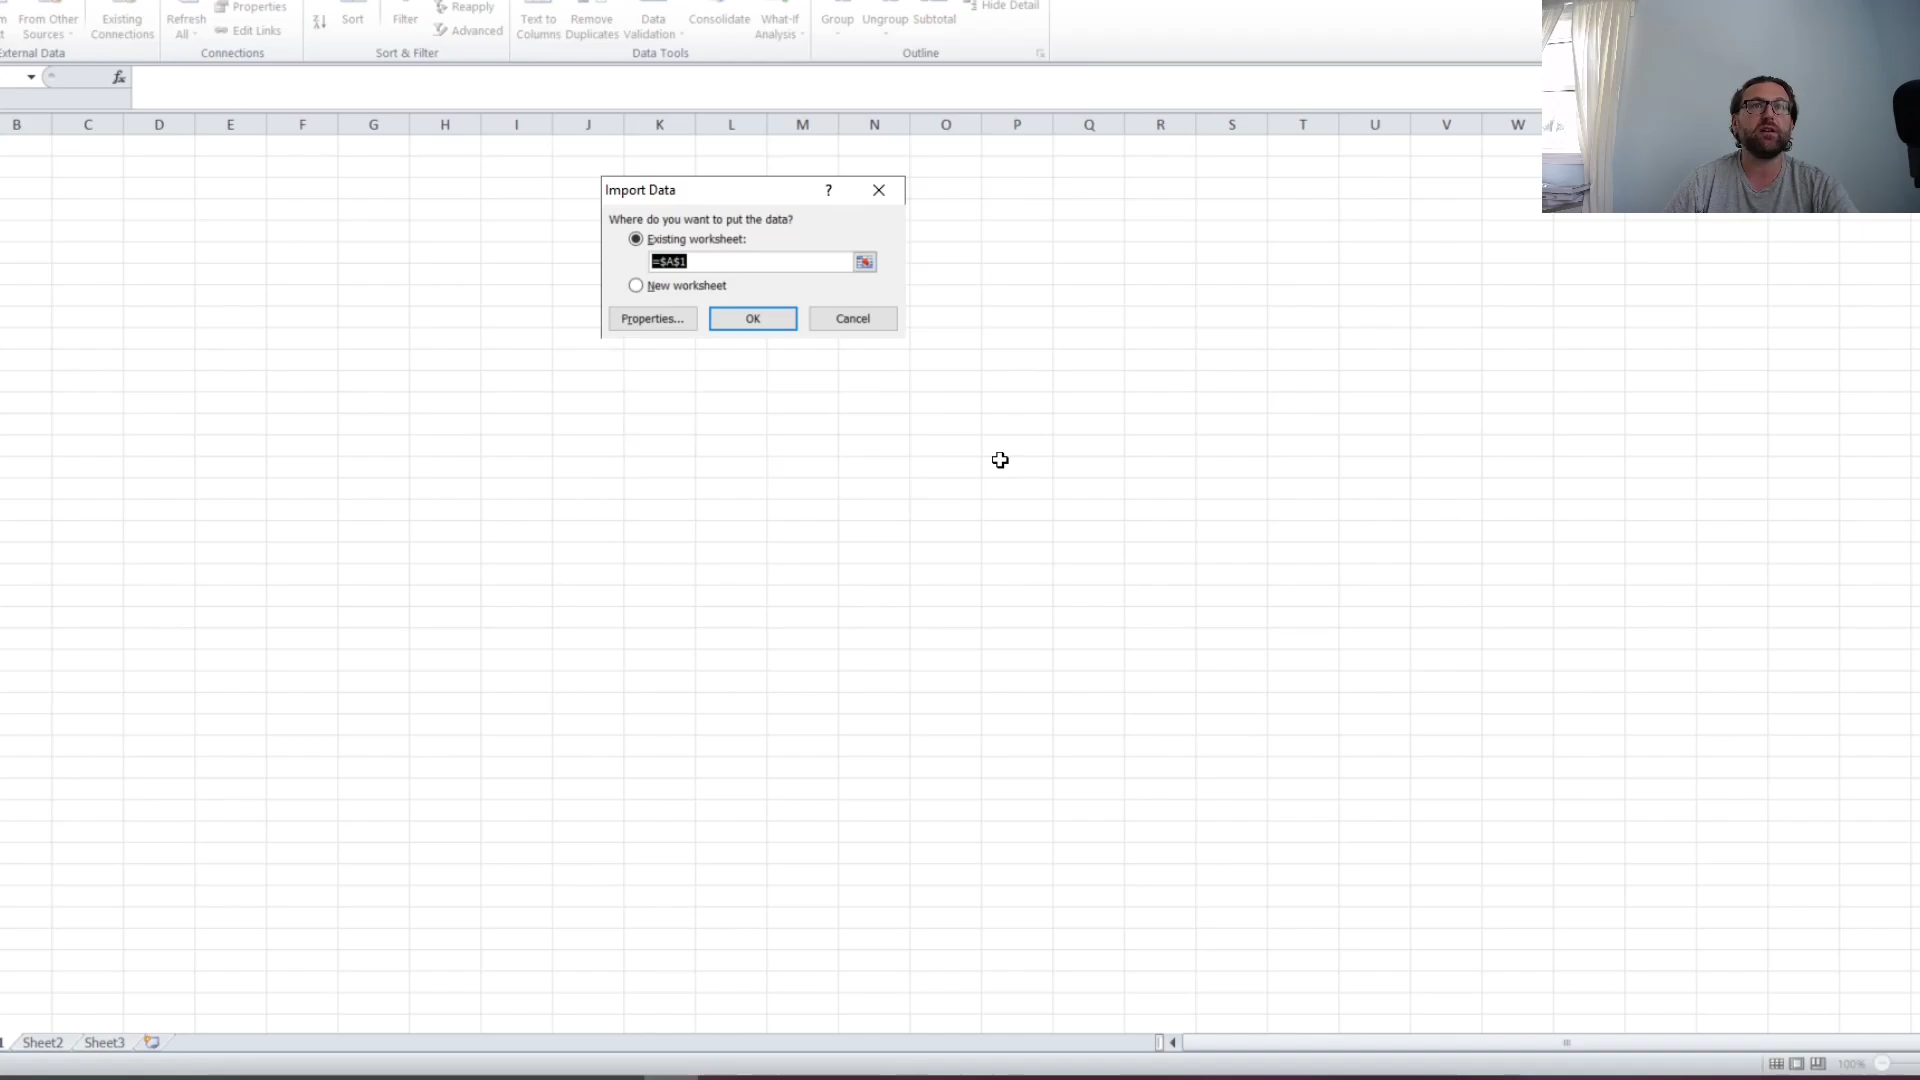 Properties
Reapply
Hide Detail
From Other
Existing
Refresh
Sort
Filter
Text to
Remove
Data
Consolidate
What-If
Group
Ungroup
Subtotal
Sources
Connections
All
Edit Links
Advanced
Columns
Duplicates
Validation
Analysis
External Data
Connections
Sort & Filter
Data Tools
Outline
fx
B C D E F G H I J K L M N O P Q R S T U V W
Import Data ?
Where do you want to put the data?
Existing worksheet:
=$A$1
New worksheet
Properties...
OK
Cancel
Sheet2
Sheet3
100%